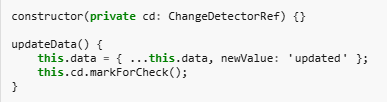 constructor(private cd: ChangeDetectorRef) {}

updateData() {
    this.data = { ...this.data, newValue: 'updated' };
    this.cd.markForCheck();
}